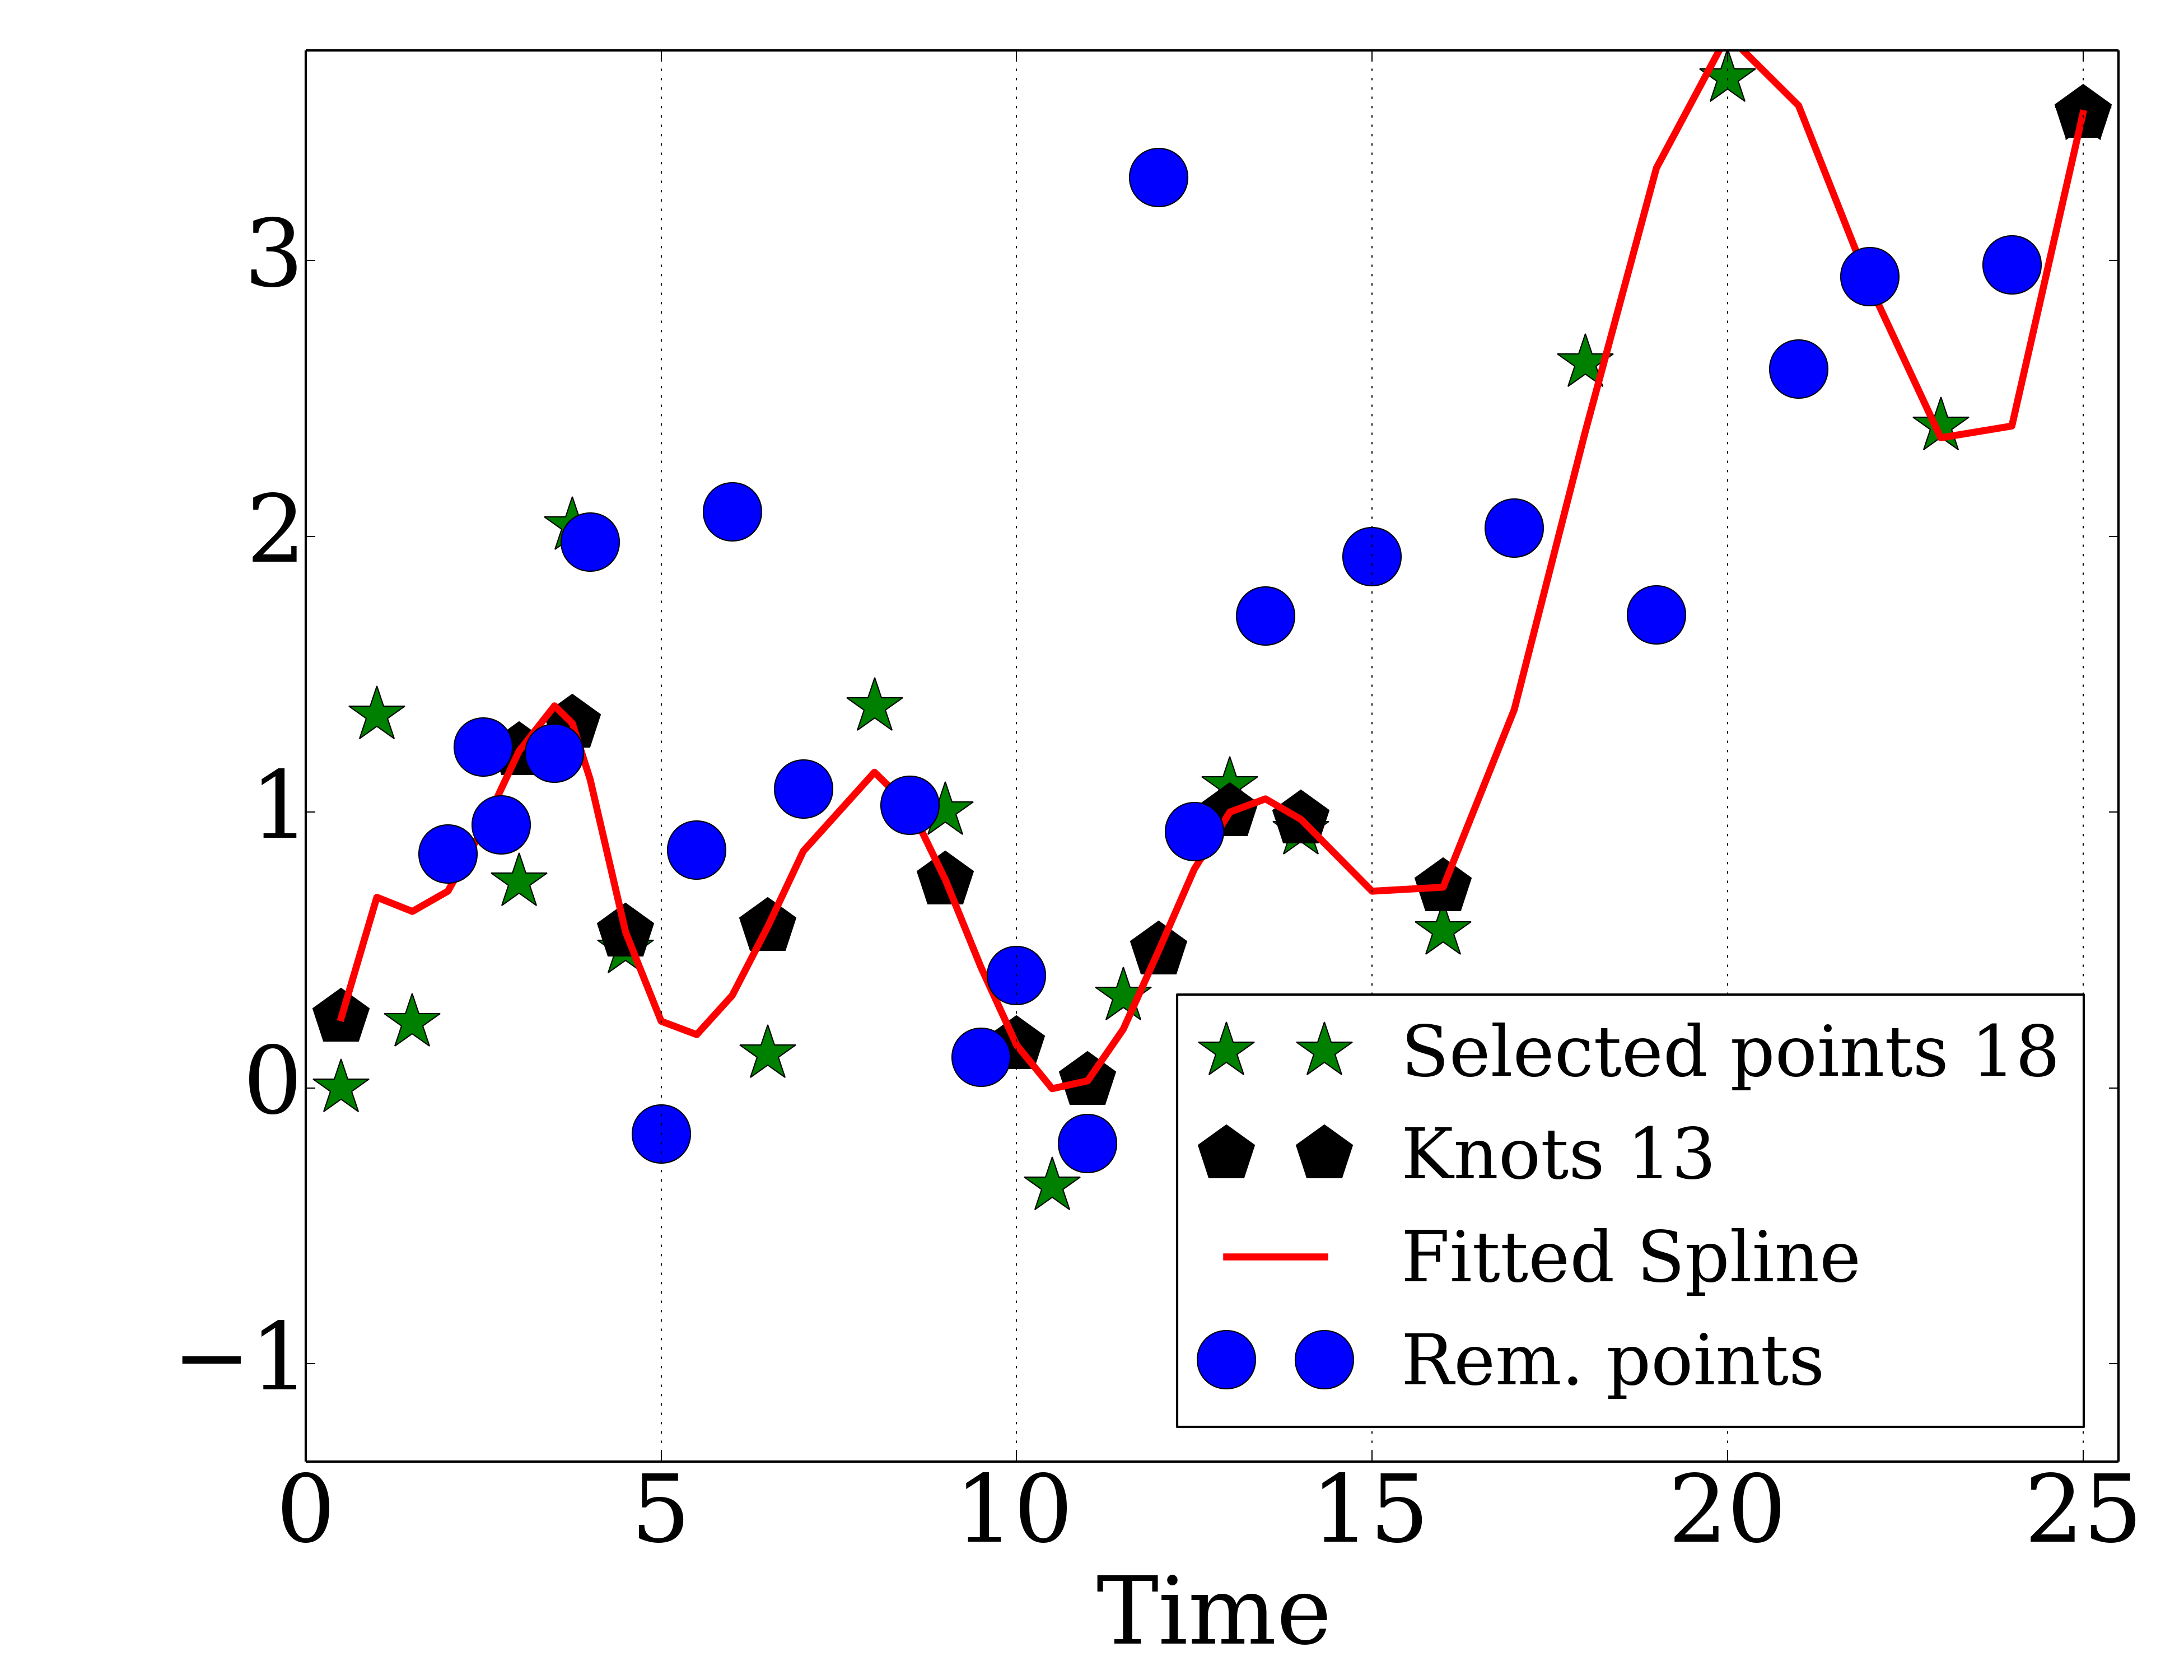 3
2
1
0
−1
0 5 10 15 20 25
Time
Selected points 18
Knots 13
Fitted Spline
Rem. points